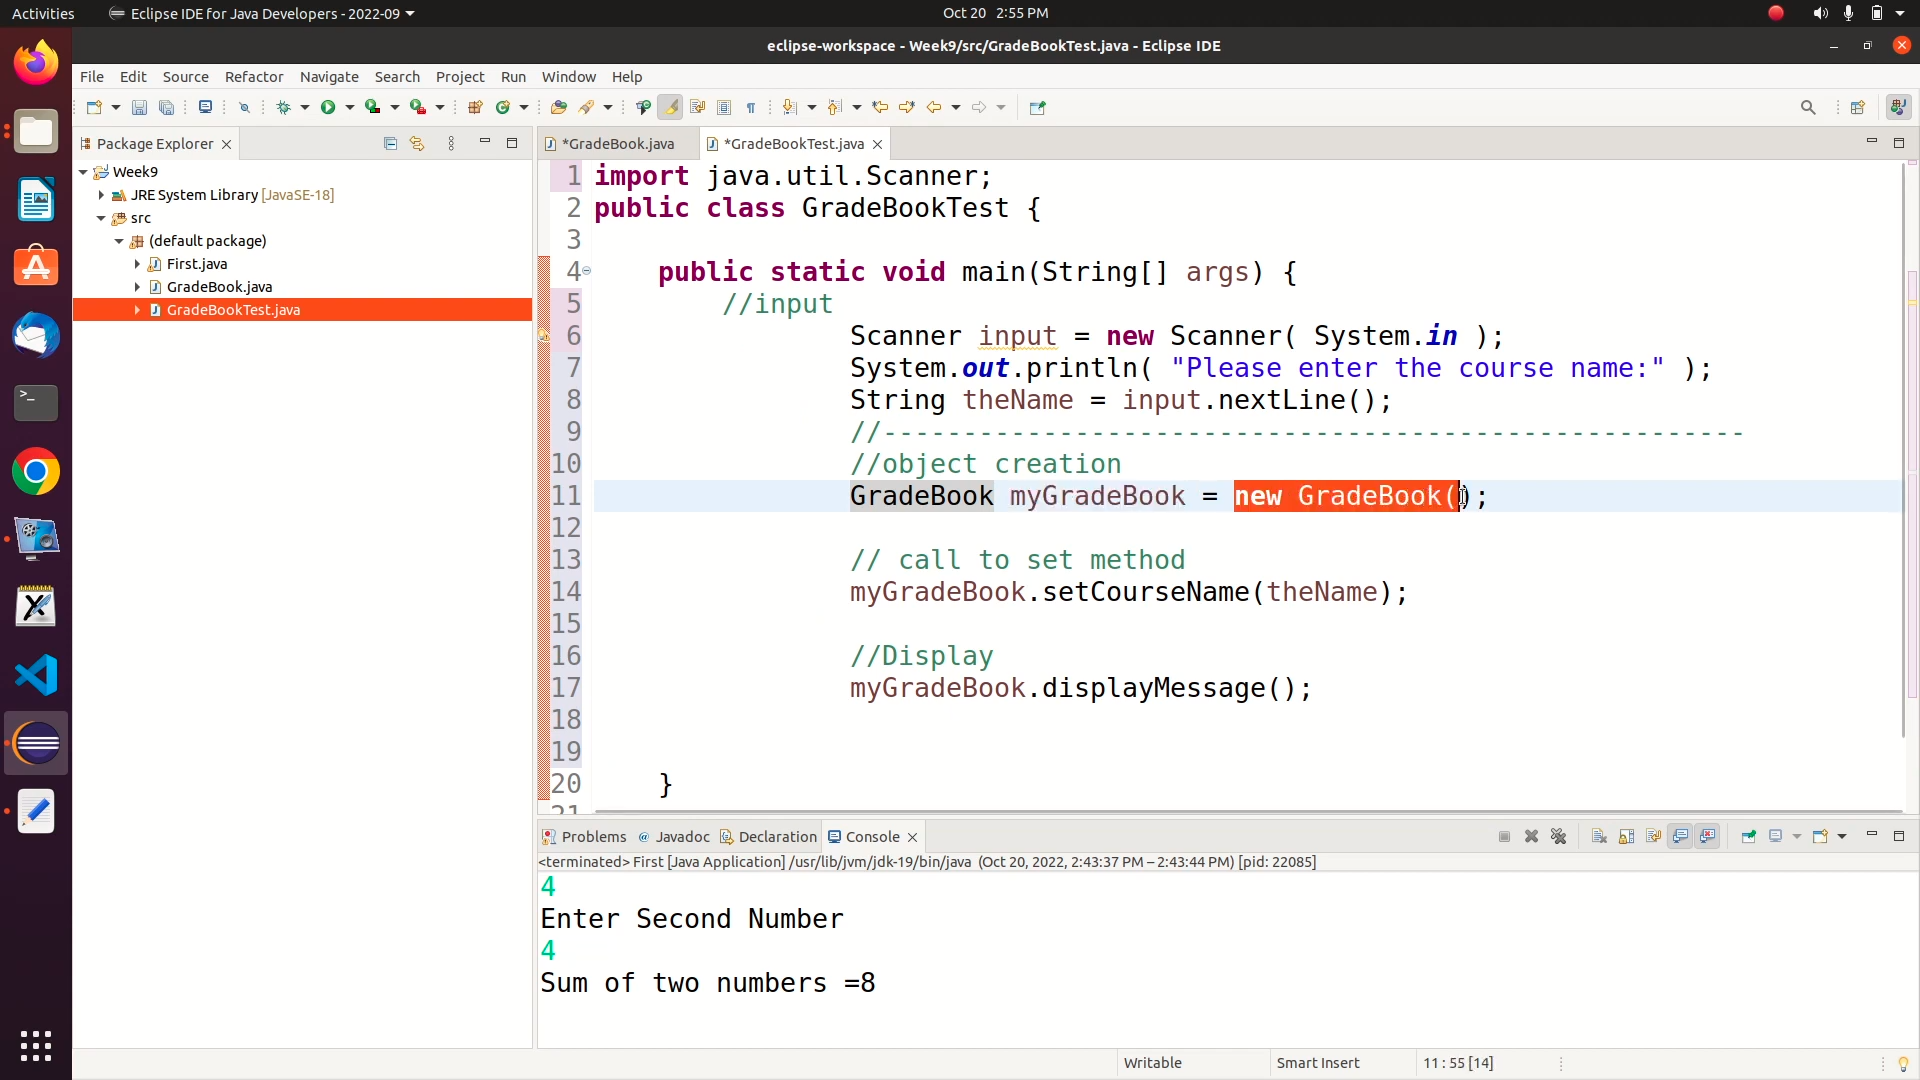 Activities
Eclipse IDE for Java Developers - 2022-09
Oct 20 2:55 PM
eclipse-workspace - Week9/src/GradeBookTest.java - Eclipse IDE
File Edit Source Refactor Navigate Search Project Run Window Help
Package Explorer
*GradeBook.java
*GradeBookTest.java
Week9
JRE System Library [JavaSE-18]
src
(default package)
First.java
GradeBook.java
GradeBookTest.java
1 import java.util.Scanner;
2 public class GradeBookTest {
3
4 public static void main(String[] args) {
5 //input
6 Scanner input = new Scanner( System.in );
7 System.out.println( "Please enter the course name:" );
8 String theName = input.nextLine();
9 //------------------------------------------------------
10 //object creation
11 GradeBook myGradeBook = new GradeBook();
12
13 // call to set method
14 myGradeBook.setCourseName(theName);
15
16 //Display
17 myGradeBook.displayMessage();
18
19
20 }
21
Problems Javadoc Declaration Console
<terminated> First [Java Application] /usr/lib/jvm/jdk-19/bin/java (Oct 20, 2022, 2:43:37 PM – 2:43:44 PM) [pid: 22085]
4
Enter Second Number
4
Sum of two numbers =8
Writable
Smart Insert
11 : 55 [14]